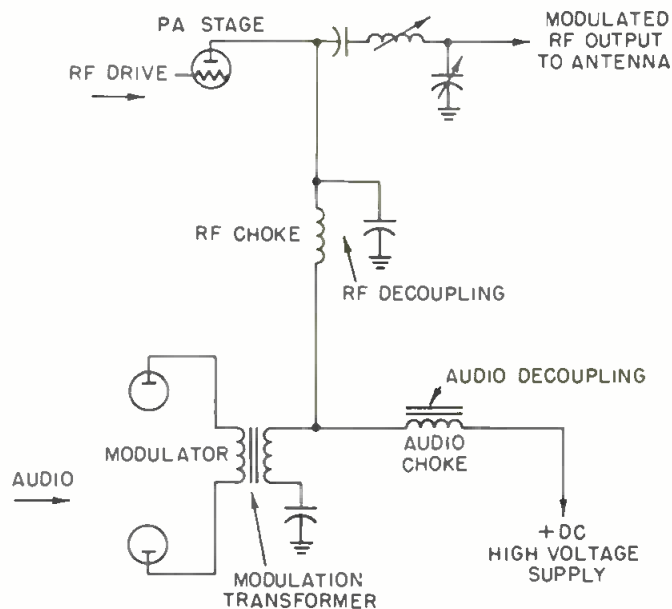 PA STAGE
RF DRIVE
MODULATED
RF OUTPUT
TO ANTENNA
RF CHOKE
RF DECOUPLING
AUDIO DECOUPLING
MODULATOR
AUDIO
CHOKE
AUDIO
+DC
HIGH VOLTAGE
SUPPLY
MODULATION
TRANSFORMER